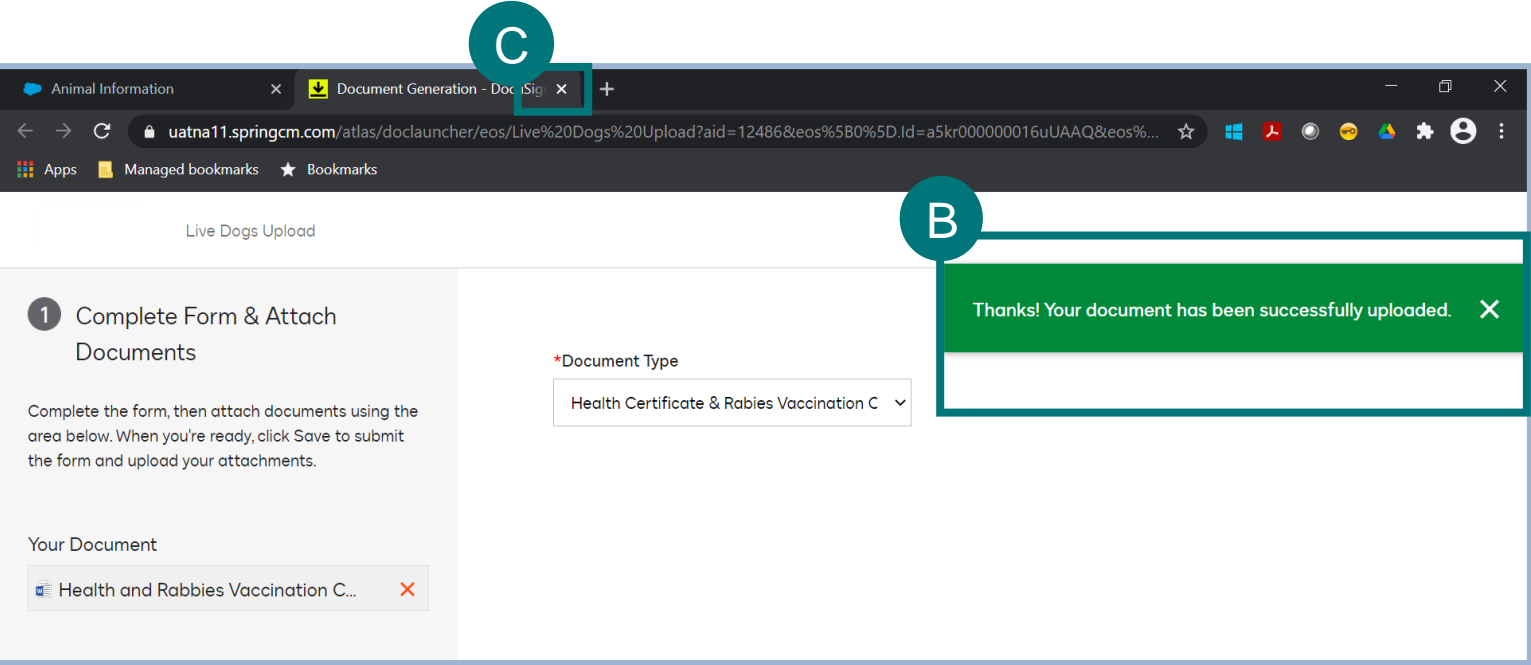 C
Animal Information
Document Generation - DocuSig
uatna11.springcm.com/atlas/doclauncher/eos/Live%20Dogs%20Upload?aid=12486&eos%5B0%5D.Id=a5kr000000016uUAAQ&eos%...
Apps
Managed bookmarks
Bookmarks
B
Live Dogs Upload
Thanks! Your document has been successfully uploaded.
1
Complete Form & Attach
Documents
Complete the form, then attach documents using the
area below. When you're ready, click Save to submit
the form and upload your attachments.
*Document Type
Health Certificate & Rabies Vaccination C
Your Document
Health and Rabbies Vaccination C...